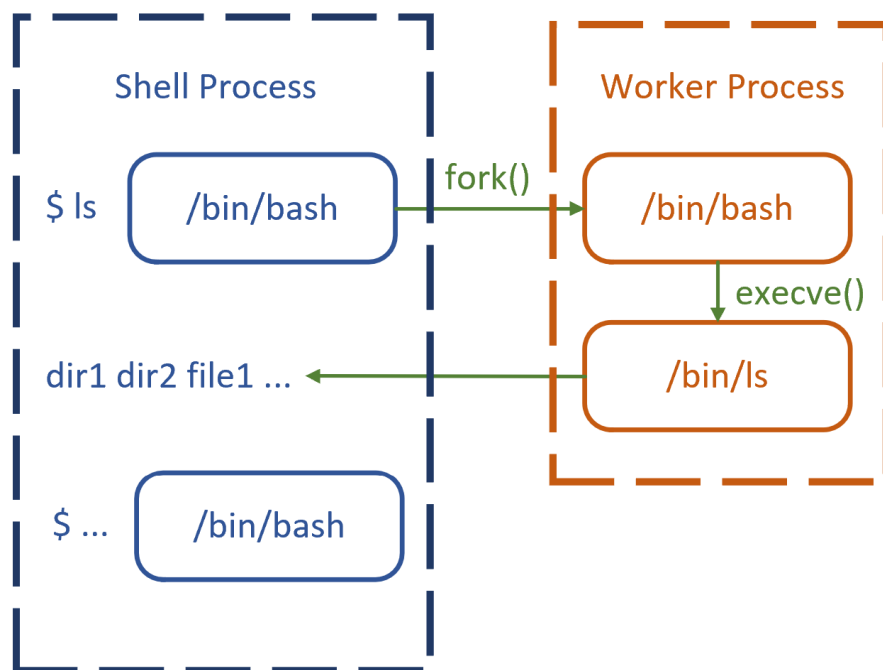 Shell Process
Worker Process
$ ls
/bin/bash
fork()
/bin/bash
execve()
dir1 dir2 file1 ...
/bin/ls
$ ...
/bin/bash